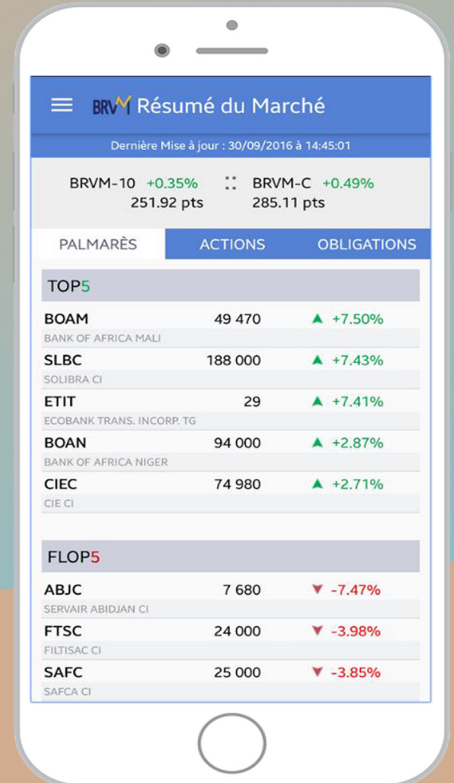 BRVM Résumé du Marché
Dernière Mise à jour : 30/09/2016 à 14:45:01
BRVM-10 +0.35% BRVM-C +0.49%
251.92 pts 285.11 pts
PALMARÈS ACTIONS OBLIGATIONS
TOP5
BOAM 49 470 +7.50%
BANK OF AFRICA MALI
SLBC 188 000 +7.43%
SOLIBRA CI
ETIT 29 +7.41%
ECOBANK TRANS. INCORP. TG
BOAN 94 000 +2.87%
BANK OF AFRICA NIGER
CIEC 74 980 +2.71%
CIE CI
FLOP5
ABJC 7 680 -7.47%
SERVAIR ABIDJAN CI
FTSC 24 000 -3.98%
FILTISAC CI
SAFC 25 000 -3.85%
SAFCA CI